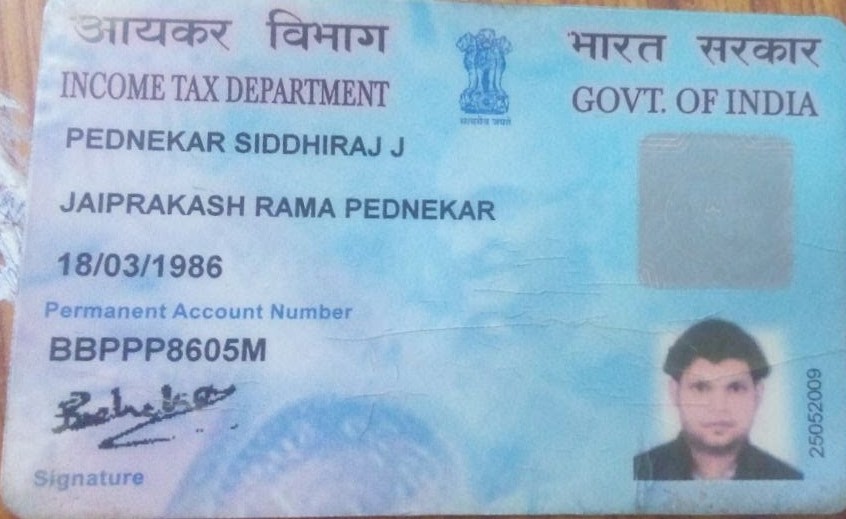 आयकर विभाग
INCOME TAX DEPARTMENT
भारत सरकार
GOVT. OF INDIA
सत्यमेव जयते
PEDNEKAR SIDDHIRAJ J
JAIPRAKASH RAMA PEDNEKAR
18/03/1986
Permanent Account Number
BBPPP8605M
Signature
25052009